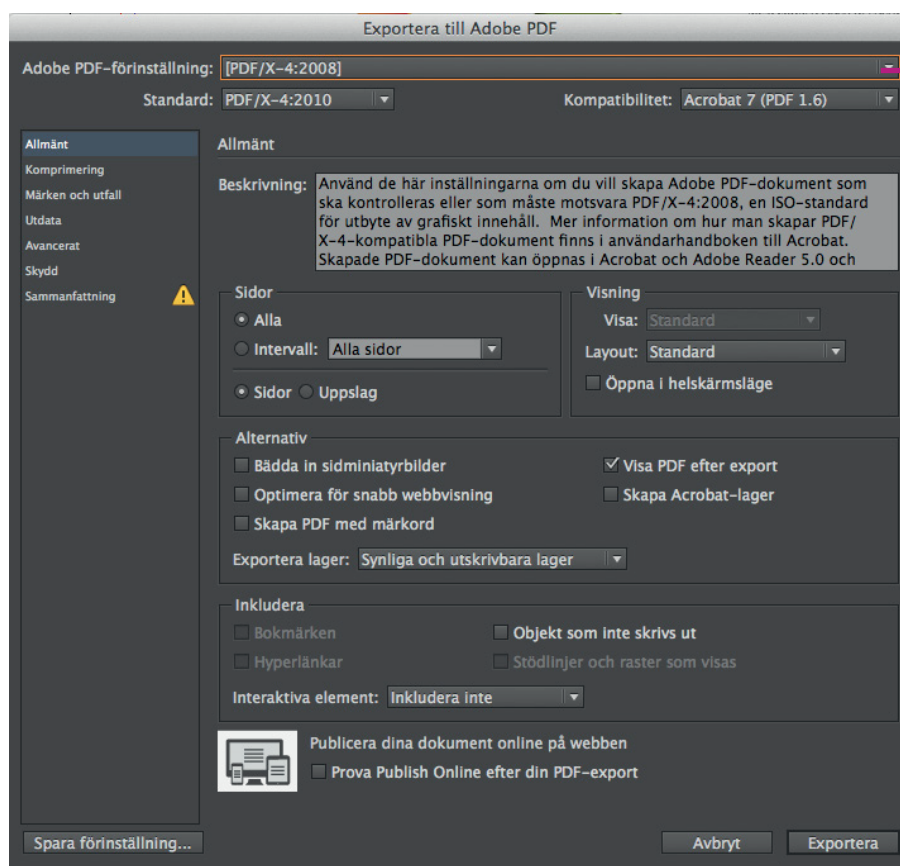 Exportera till Adobe PDF
Adobe PDF-förinställning: [PDF/X-4:2008]
Standard: PDF/X-4:2010 Kompatibilitet: Acrobat 7 (PDF 1.6)
Allmänt
Komprimering
Märken och utfall
Utdata
Avancerat
Skydd
Sammanfattning
Allmänt
Beskrivning: Använd de här inställningarna om du vill skapa Adobe PDF-dokument som
ska kontrolleras eller som måste motsvara PDF/X-4:2008, en ISO-standard
för utbyte av grafiskt innehåll. Mer information om hur man skapar PDF/
X-4-kompatibla PDF-dokument finns i användarhandboken till Acrobat.
Skapade PDF-dokument kan öppnas i Acrobat och Adobe Reader 5.0 och
Sidor
Alla
Intervall: Alla sidor
Sidor Uppslag
Visning
Visa: Standard
Layout: Standard
Öppna i helskärmsläge
Alternativ
Bädda in sidminiatyrbilder Visa PDF efter export
Optimera för snabb webbvisning Skapa Acrobat-lager
Skapa PDF med märkord
Exportera lager: Synliga och utskrivbara lager
Inkludera
Bokmärken Objekt som inte skrivs ut
Hyperlänkar Stödlinjer och raster som visas
Interaktiva element: Inkludera inte
Publicera dina dokument online på webben
Prova Publish Online efter din PDF-export
Spara förinställning... Avbryt Exportera